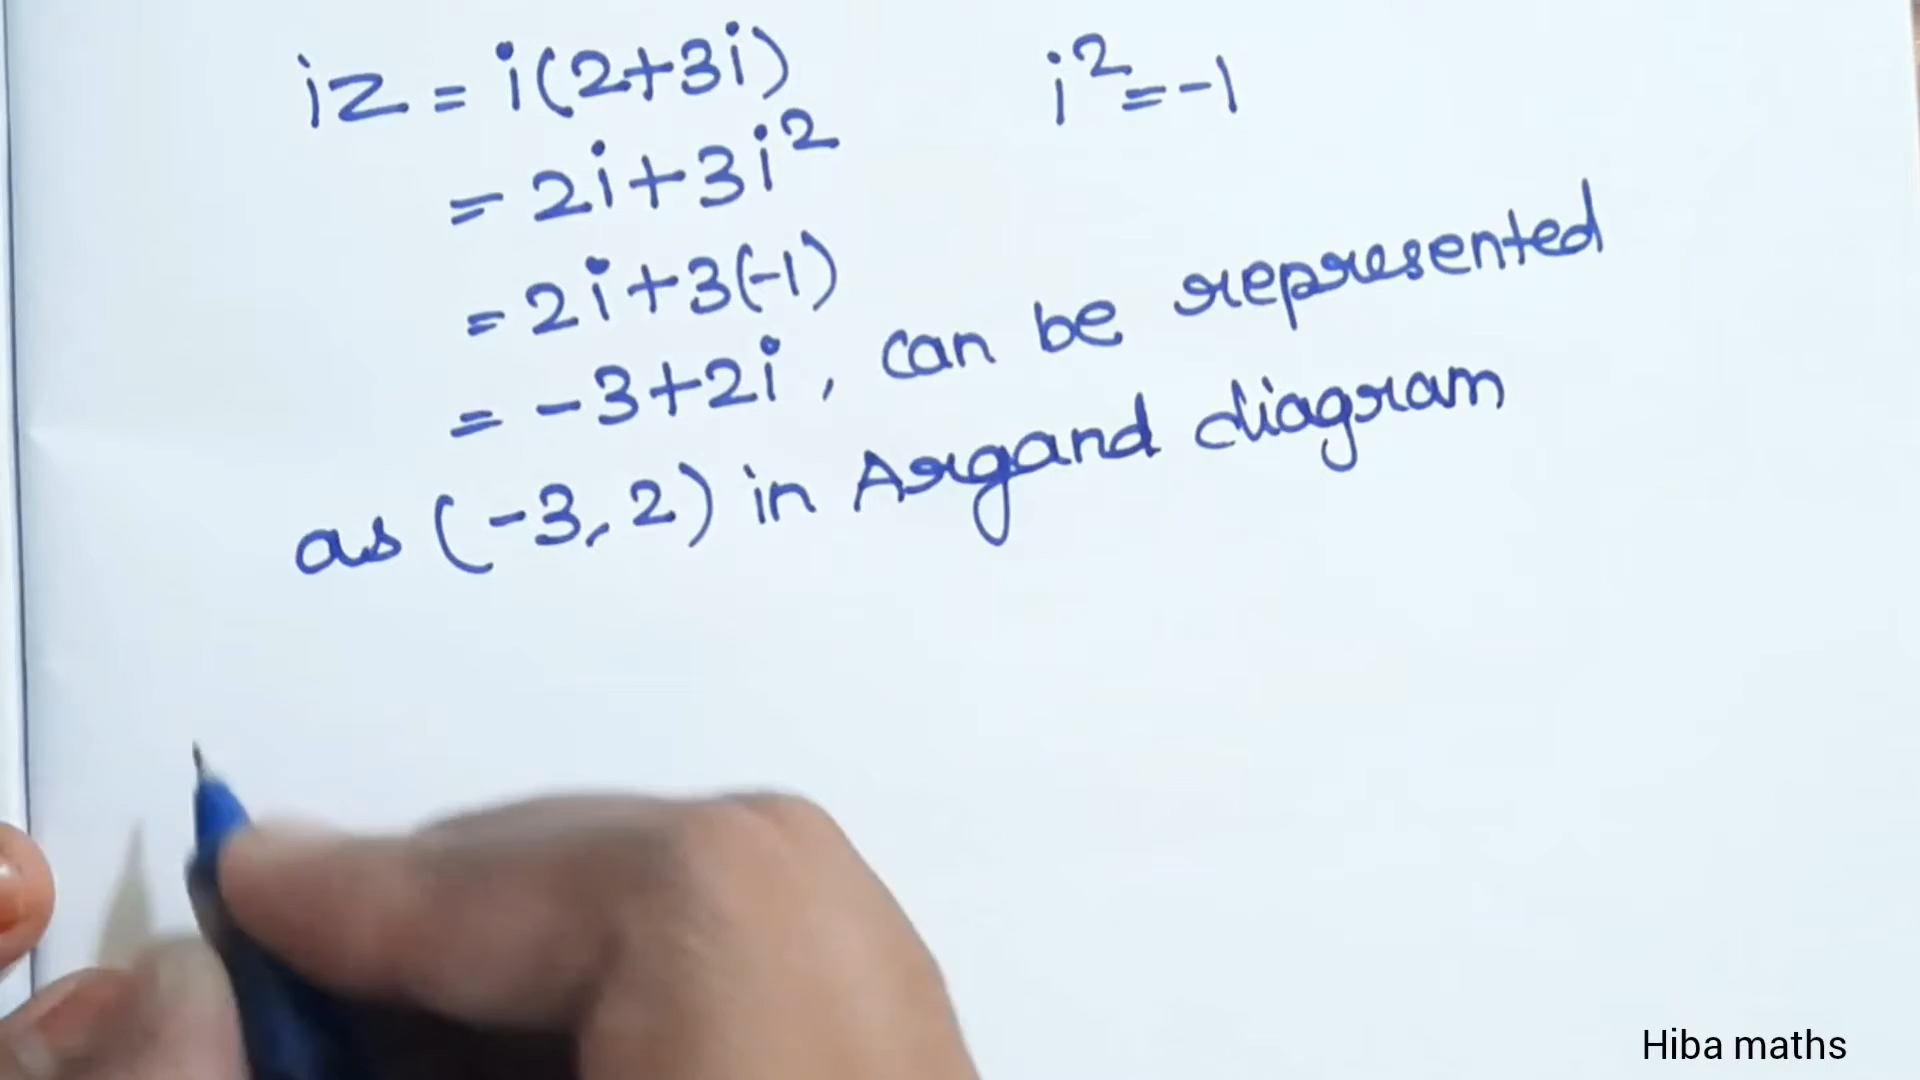 iz = i(2+3i) i²=-1
= 2i+3i²
= 2i+3(-1)
= -3+2i, can be represented
as (-3, 2) in Argand diagram
Hiba maths